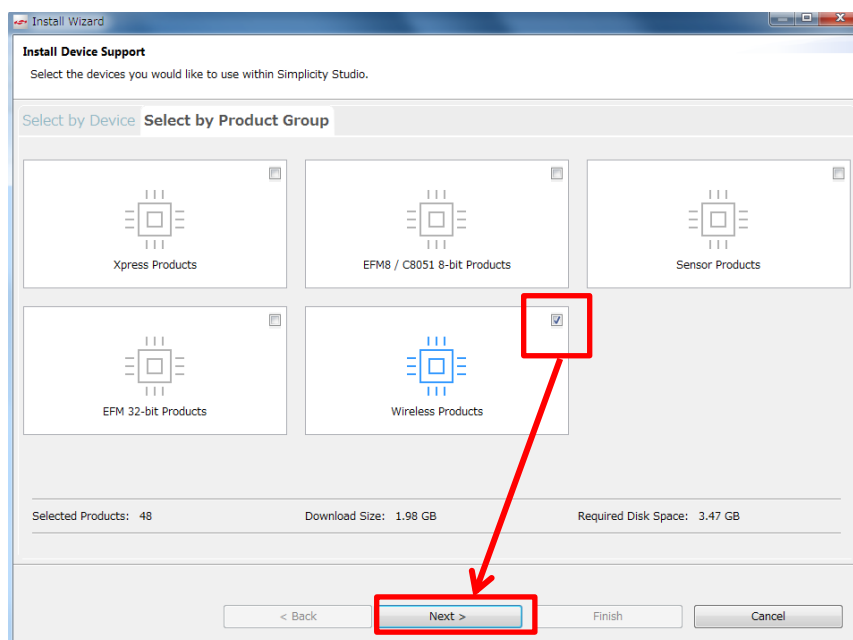 Install Wizard
Install Device Support
Select the devices you would like to use within Simplicity Studio.
Select by Device Select by Product Group
Xpress Products
EFM8 / C8051 8-bit Products
Sensor Products
EFM 32-bit Products
Wireless Products
Selected Products: 48 Download Size: 1.98 GB Required Disk Space: 3.47 GB
< Back Next > Finish Cancel